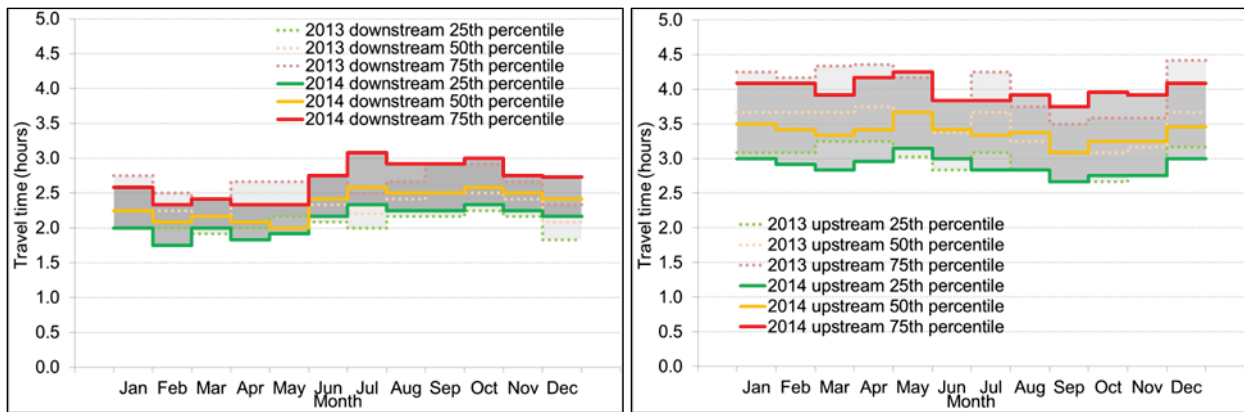 5.0
4.5
4.0
3.5
3.0
2.5
2.0
1.5
1.0
0.5
0.0
Travel time (hours)
2013 downstream 25th percentile
2013 downstream 50th percentile
2013 downstream 75th percentile
2014 downstream 25th percentile
2014 downstream 50th percentile
2014 downstream 75th percentile
Jan Feb Mar Apr May Jun Jul Aug Sep Oct Nov Dec
Month
5.0
4.5
4.0
3.5
3.0
2.5
2.0
1.5
1.0
0.5
0.0
Travel time (hours)
2013 upstream 25th percentile
2013 upstream 50th percentile
2013 upstream 75th percentile
2014 upstream 25th percentile
2014 upstream 50th percentile
2014 upstream 75th percentile
Jan Feb Mar Apr May Jun Jul Aug Sep Oct Nov Dec
Month